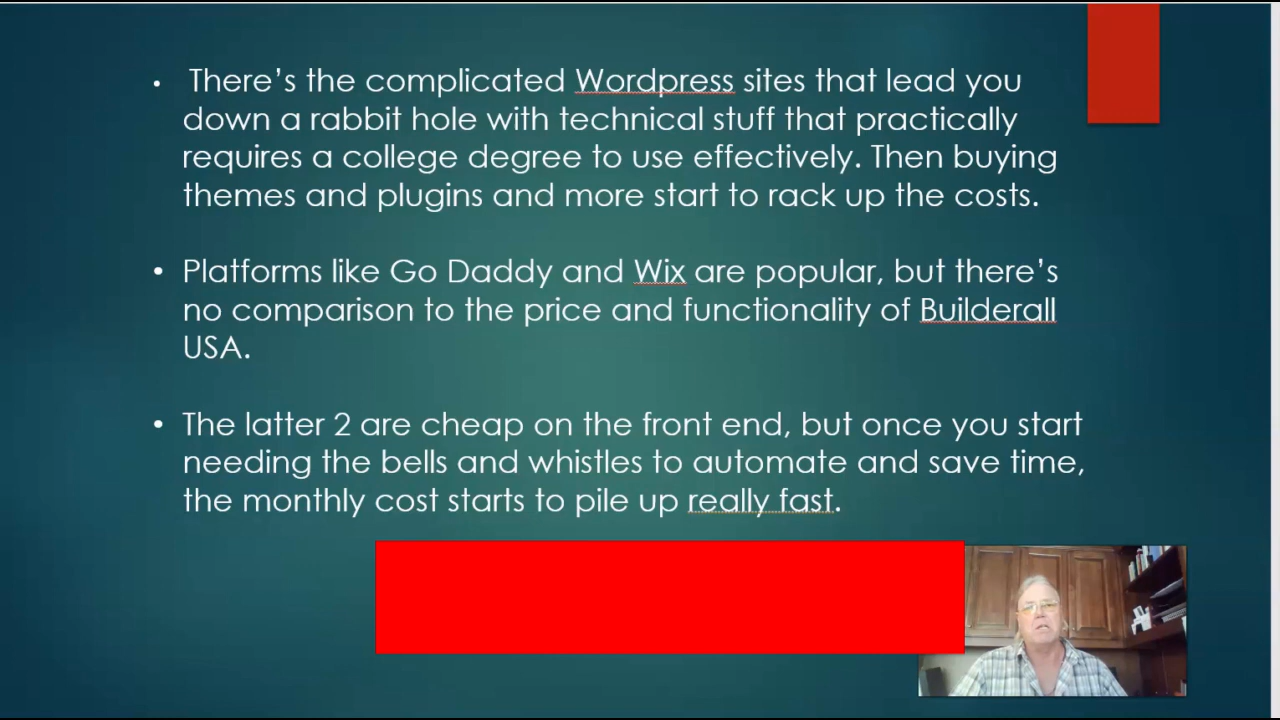 • There’s the complicated Wordpress sites that lead you
down a rabbit hole with technical stuff that practically
requires a college degree to use effectively. Then buying
themes and plugins and more start to rack up the costs.
• Platforms like Go Daddy and Wix are popular, but there’s
no comparison to the price and functionality of Builderall
USA.
• The latter 2 are cheap on the front end, but once you start
needing the bells and whistles to automate and save time,
the monthly cost starts to pile up really fast.